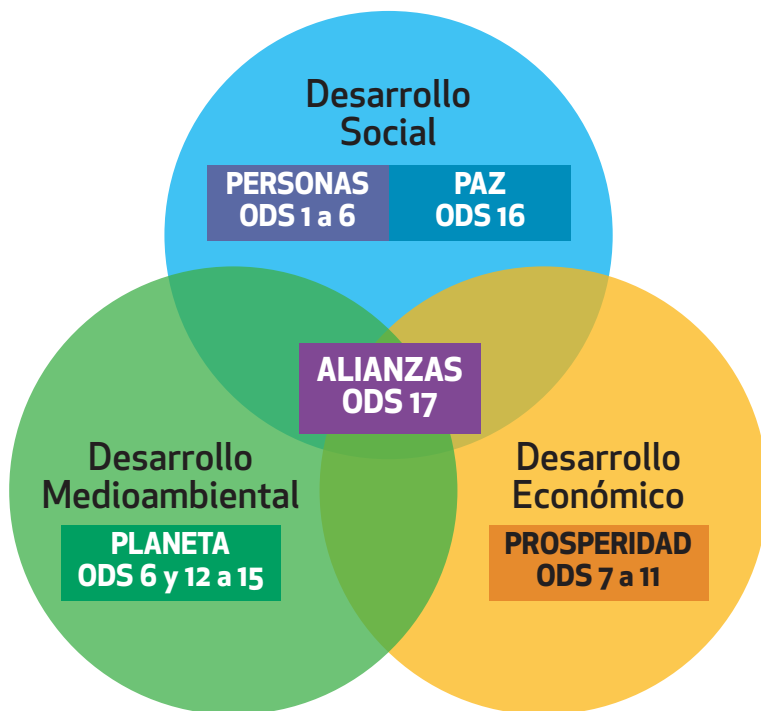 Desarrollo
Social
PERSONAS
ODS 1 a 6
PAZ
ODS 16
ALIANZAS
ODS 17
Desarrollo
Medioambiental
PLANETA
ODS 6 y 12 a 15
Desarrollo
Económico
PROSPERIDAD
ODS 7 a 11